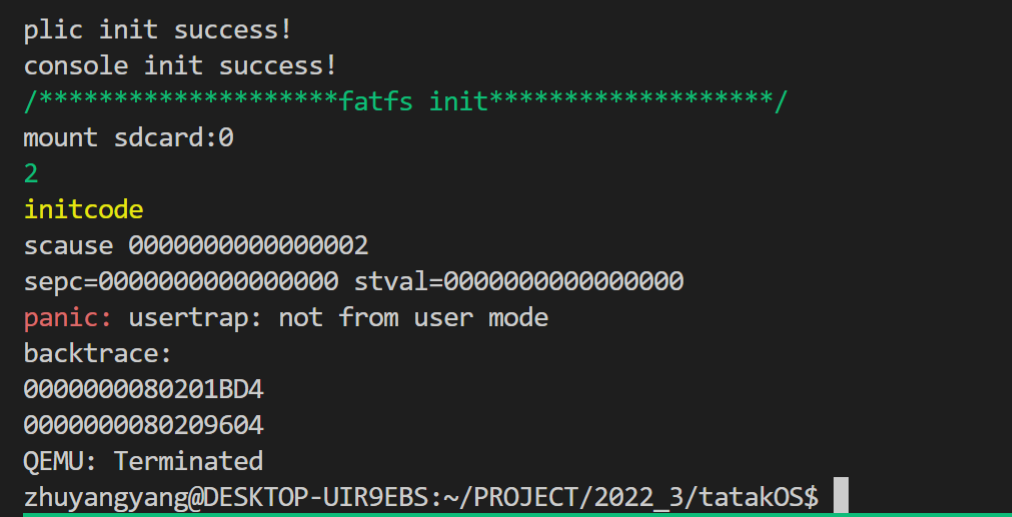 plic init success!
console init success!
/********************fatfs init*******************/
mount sdcard:0
2
initcode
scause 0000000000000002
sepc=0000000000000000 stval=0000000000000000
panic: usertrap: not from user mode
backtrace:
0000000080201BD4
0000000080209604
QEMU: Terminated
zhuyangyang@DESKTOP-UIR9EBS:~/PROJECT/2022_3/tatakOS$